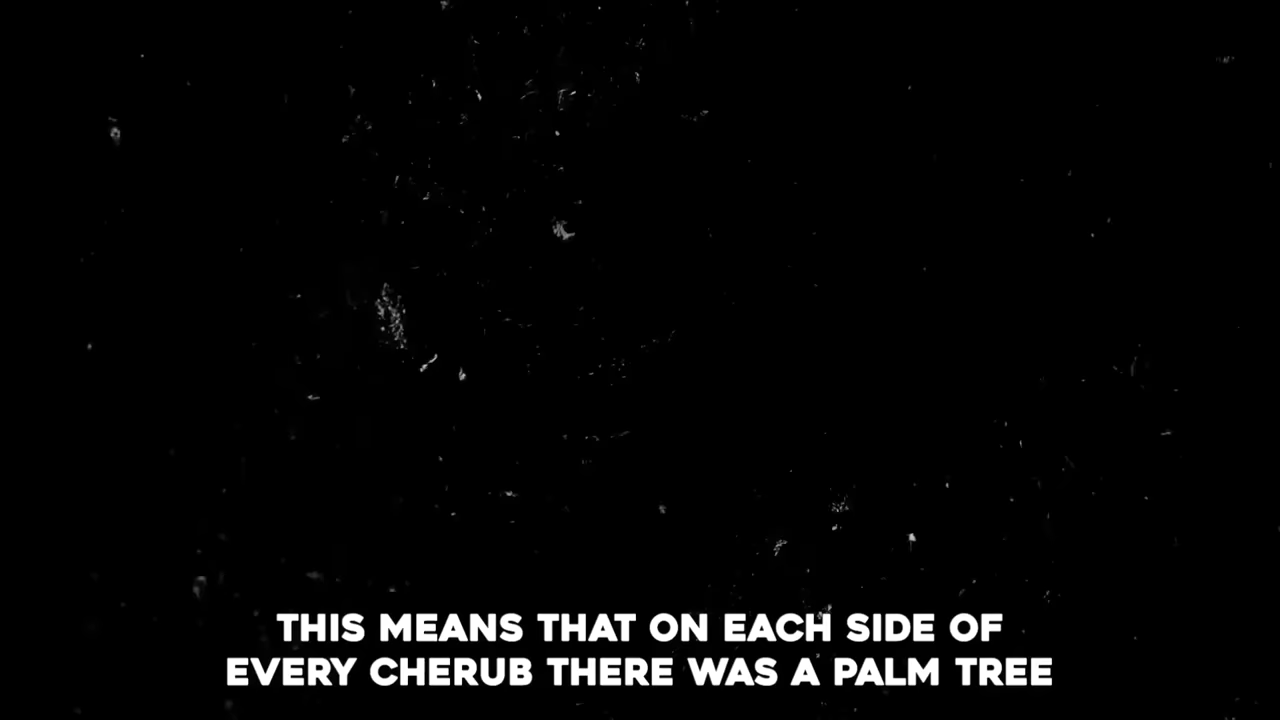 THIS MEANS THAT ON EACH SIDE OF
EVERY CHERUB THERE WAS A PALM TREE